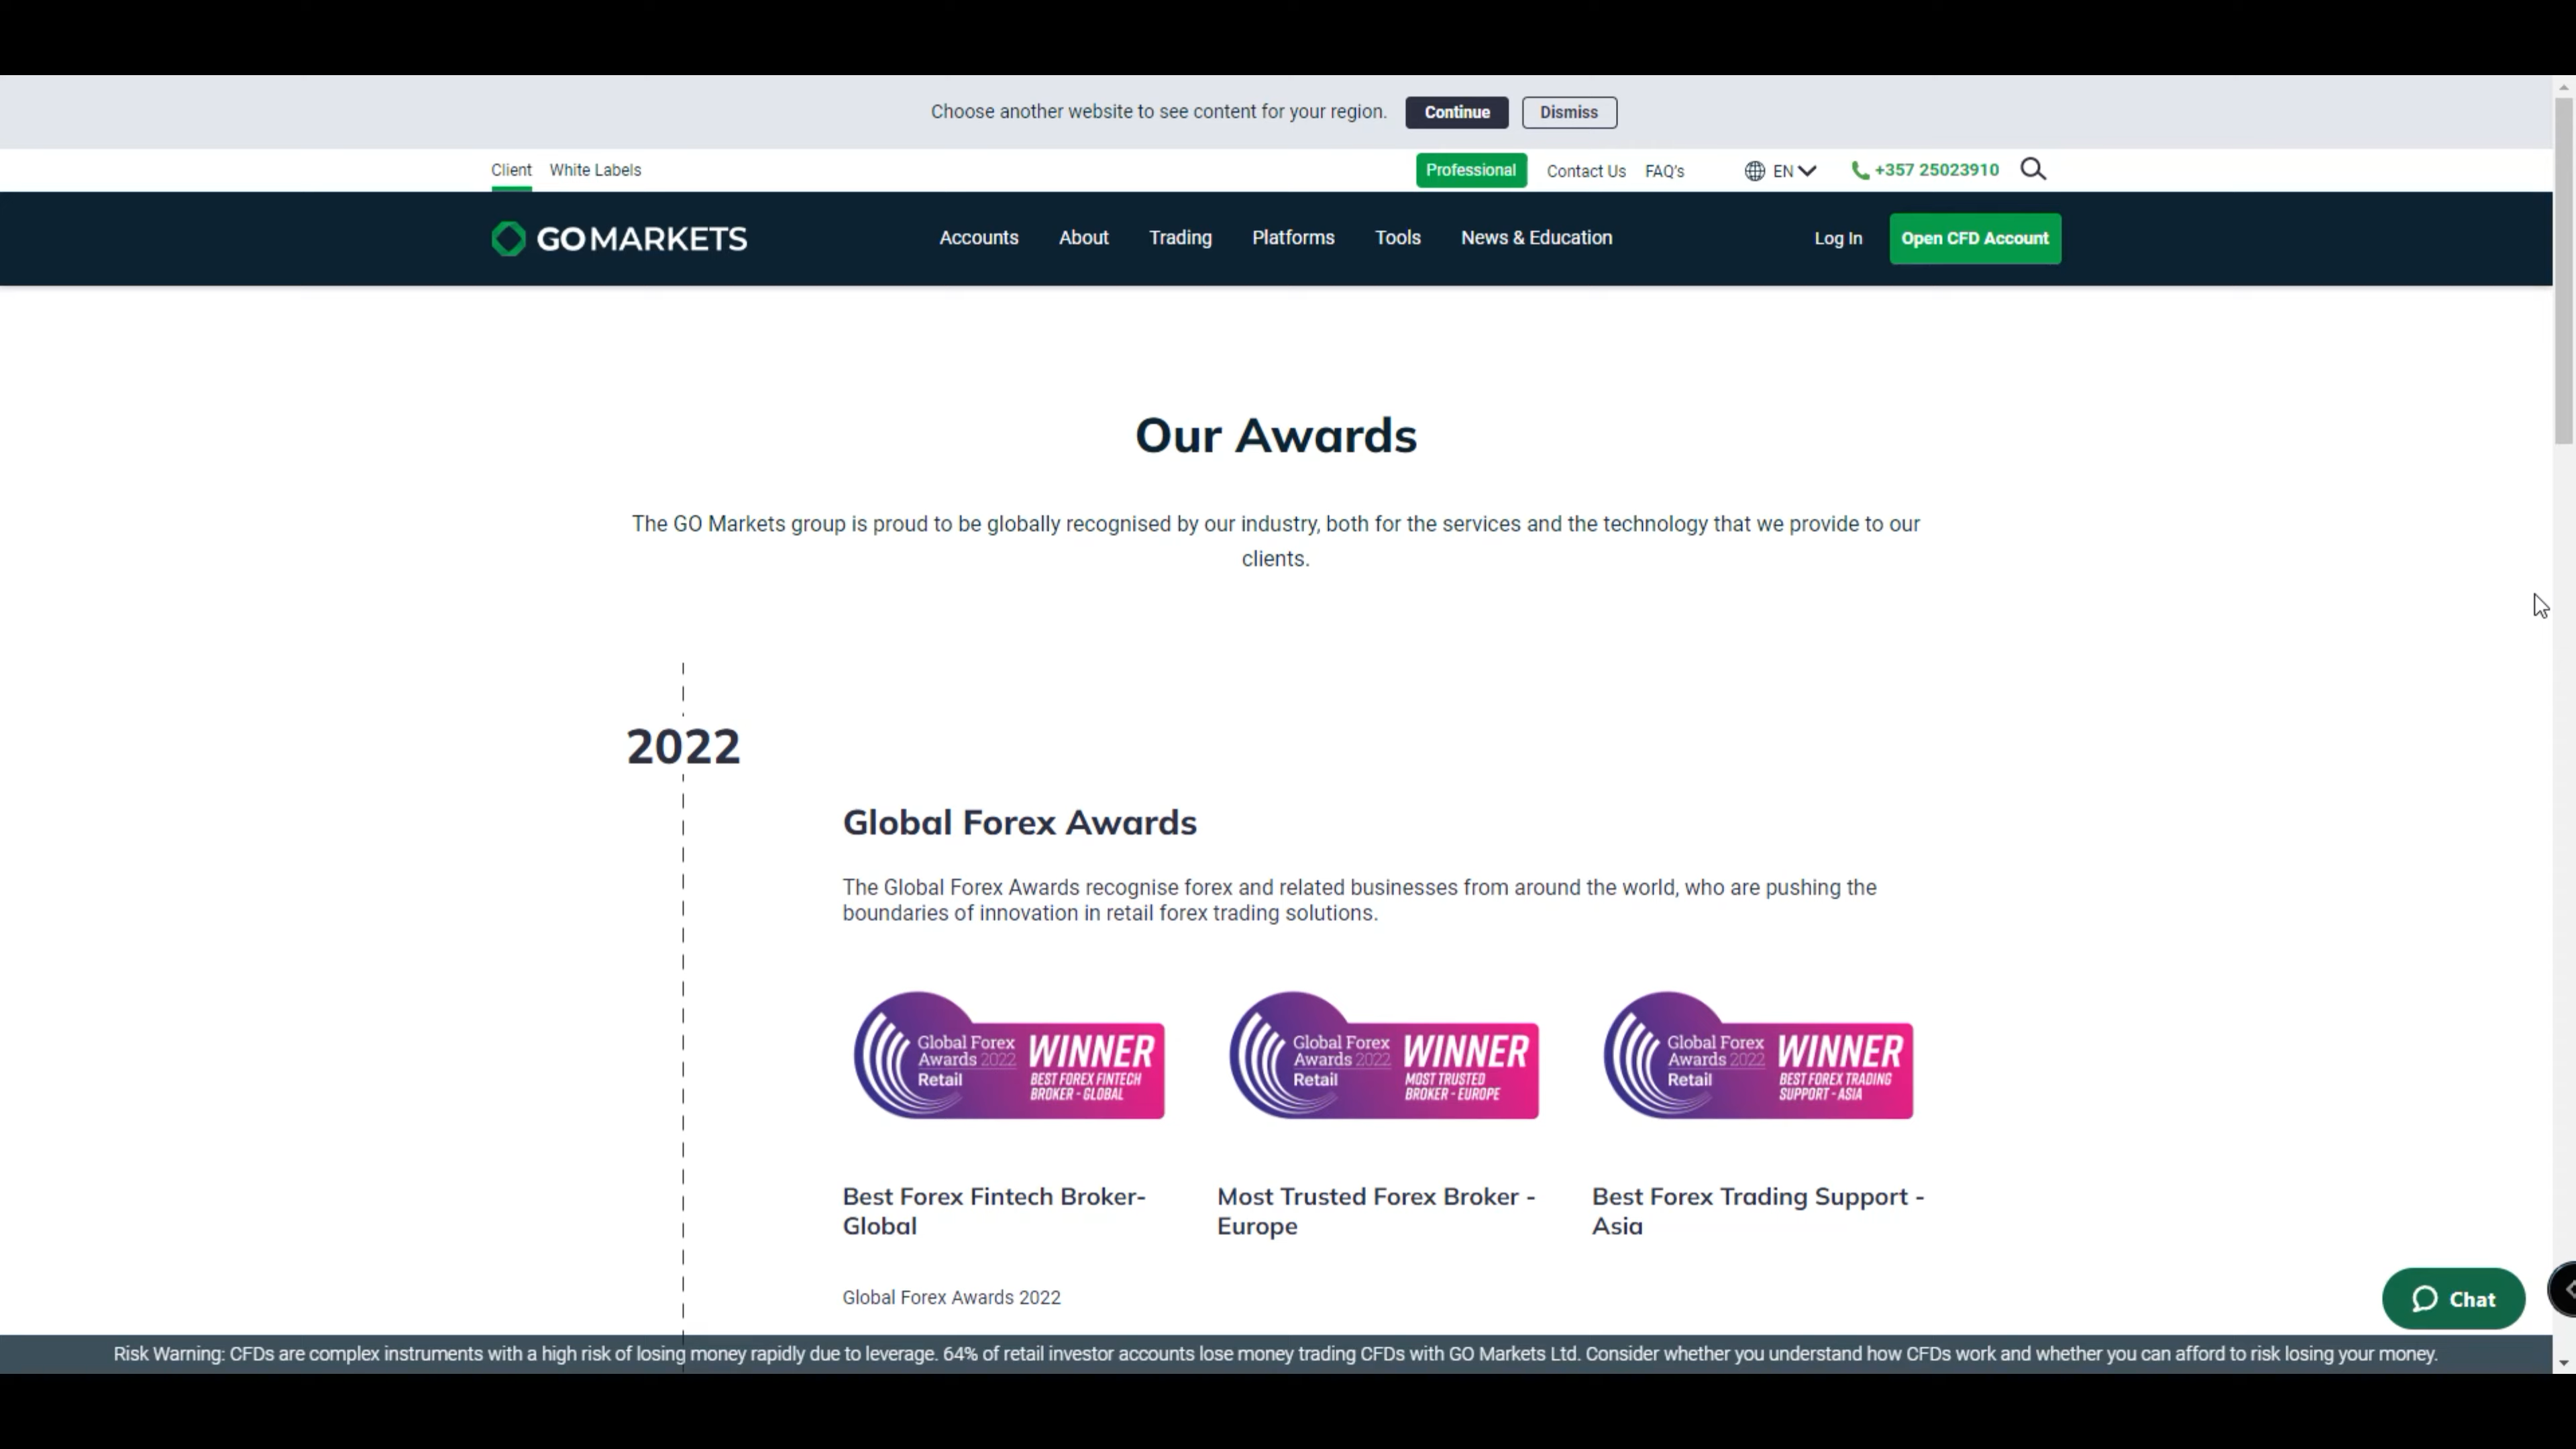 Choose another website to see content for your region. Continue Dismiss
Client White Labels Professional Contact Us FAQ's EN +357 25023910
GO MARKETS Accounts About Trading Platforms Tools News & Education Log In Open CFD Account
Our Awards
The GO Markets group is proud to be globally recognised by our industry, both for the services and the technology that we provide to our
clients.
2022
Global Forex Awards
The Global Forex Awards recognise forex and related businesses from around the world, who are pushing the
boundaries of innovation in retail forex trading solutions.
Global Forex
Awards 2022
Retail
WINNER
BEST FOREX FINTECH
BROKER - GLOBAL
Global Forex
Awards 2022
Retail
WINNER
MOST TRUSTED
BROKER - EUROPE
Global Forex
Awards 2022
Retail
WINNER
BEST FOREX TRADING
SUPPORT - ASIA
Best Forex Fintech Broker-
Global
Most Trusted Forex Broker -
Europe
Best Forex Trading Support -
Asia
Global Forex Awards 2022
Chat
Risk Warning: CFDs are complex instruments with a high risk of losing money rapidly due to leverage. 64% of retail investor accounts lose money trading CFDs with GO Markets Ltd. Consider whether you understand how CFDs work and whether you can afford to risk losing your money.